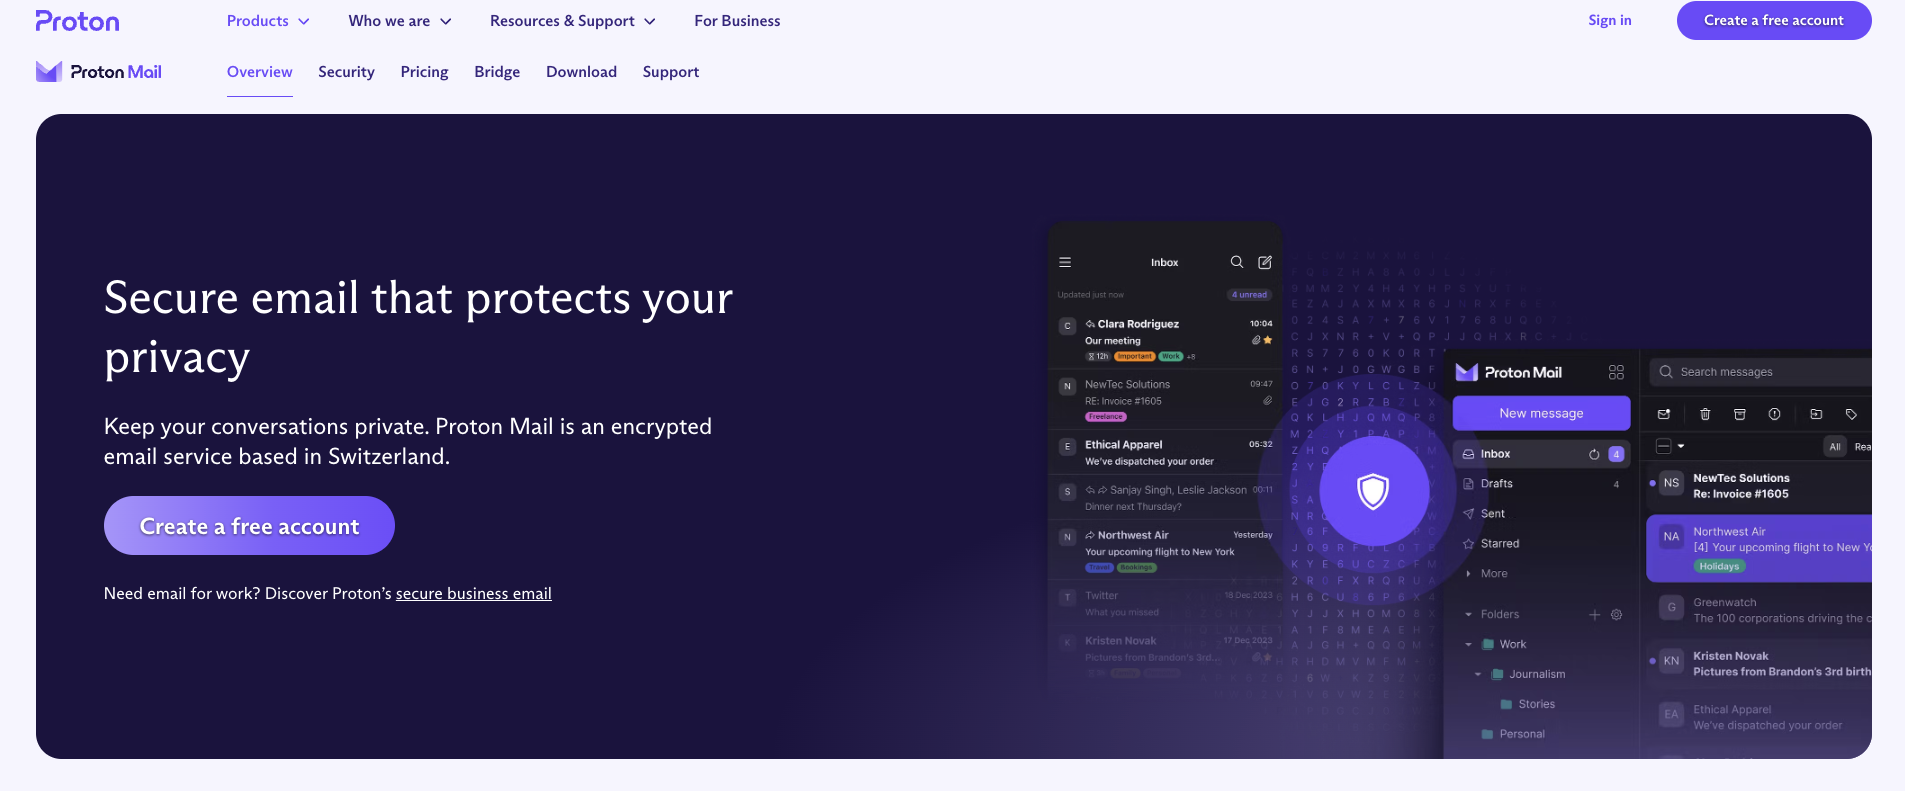 Proton
Products
Who we are
Resources & Support
For Business
Sign in
Create a free account
Proton Mail
Overview
Security
Pricing
Bridge
Download
Support
Secure email that protects your
privacy
Keep your conversations private. Proton Mail is an encrypted
email service based in Switzerland.
Create a free account
Need email for work? Discover Proton’s secure business email
Inbox
Updated just now
4 unread
C Clara Rodriguez 10:04
Our meeting
12h Important Work +8
N NewTec Solutions 09:47
RE: Invoice #1605
Freelance
E Ethical Apparel 05:32
We've dispatched your order
S Sanjay Singh, Leslie Jackson 00:11
Dinner next Thursday?
N Northwest Air Yesterday
Your upcoming flight to New York
Travel Bookings
T Twitter 18 Dec 2023
What you missed
K Kristen Novak 17 Dec 2023
Pictures from Brandon's 3rd...
Proton Mail
New message
Inbox 4
Drafts 4
Sent
Starred
More
Folders
Work
Journalism
Stories
Personal
Search messages
All Rea
NS NewTec Solutions
Re: Invoice #1605
NA Northwest Air
[4] Your upcoming flight to New Yo
Holidays
G Greenwatch
The 100 corporations driving the c
KN Kristen Novak
Pictures from Brandon's 3rd birth
EA Ethical Apparel
We've dispatched your order